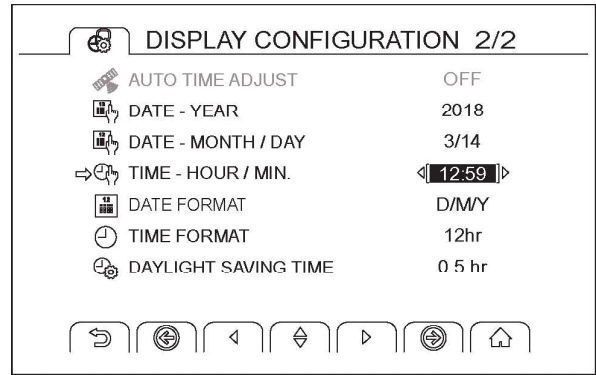 DISPLAY CONFIGURATION 2/2
AUTO TIME ADJUST OFF
DATE - YEAR 2018
DATE - MONTH / DAY 3/14
TIME - HOUR / MIN. 12:59
DATE FORMAT D/M/Y
TIME FORMAT 12hr
DAYLIGHT SAVING TIME 0.5 hr